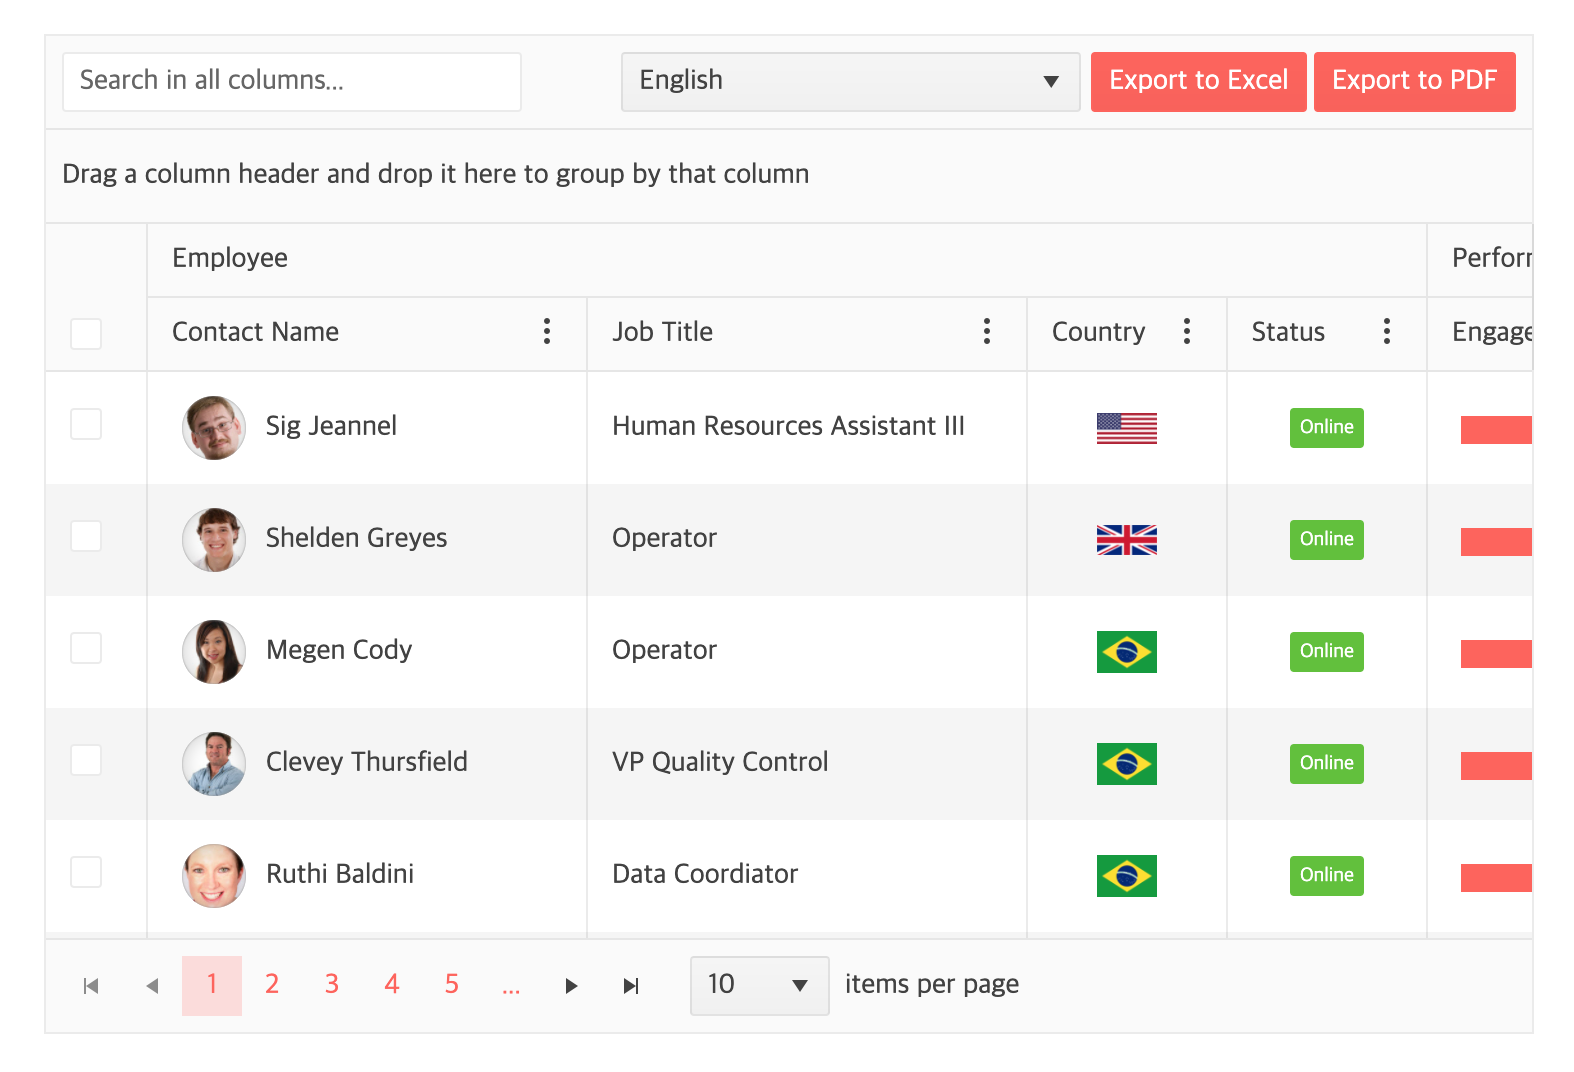 Search in all columns...
English
Export to Excel
Export to PDF
Drag a column header and drop it here to group by that column
Employee
Perfor
Contact Name
Job Title
Country
Status
Engage
Sig Jeannel
Human Resources Assistant III
Online
Shelden Greyes
Operator
Online
Megen Cody
Operator
Online
Clevey Thursfield
VP Quality Control
Online
Ruthi Baldini
Data Coordiator
Online
1 2 3 4 5 ...
10
items per page